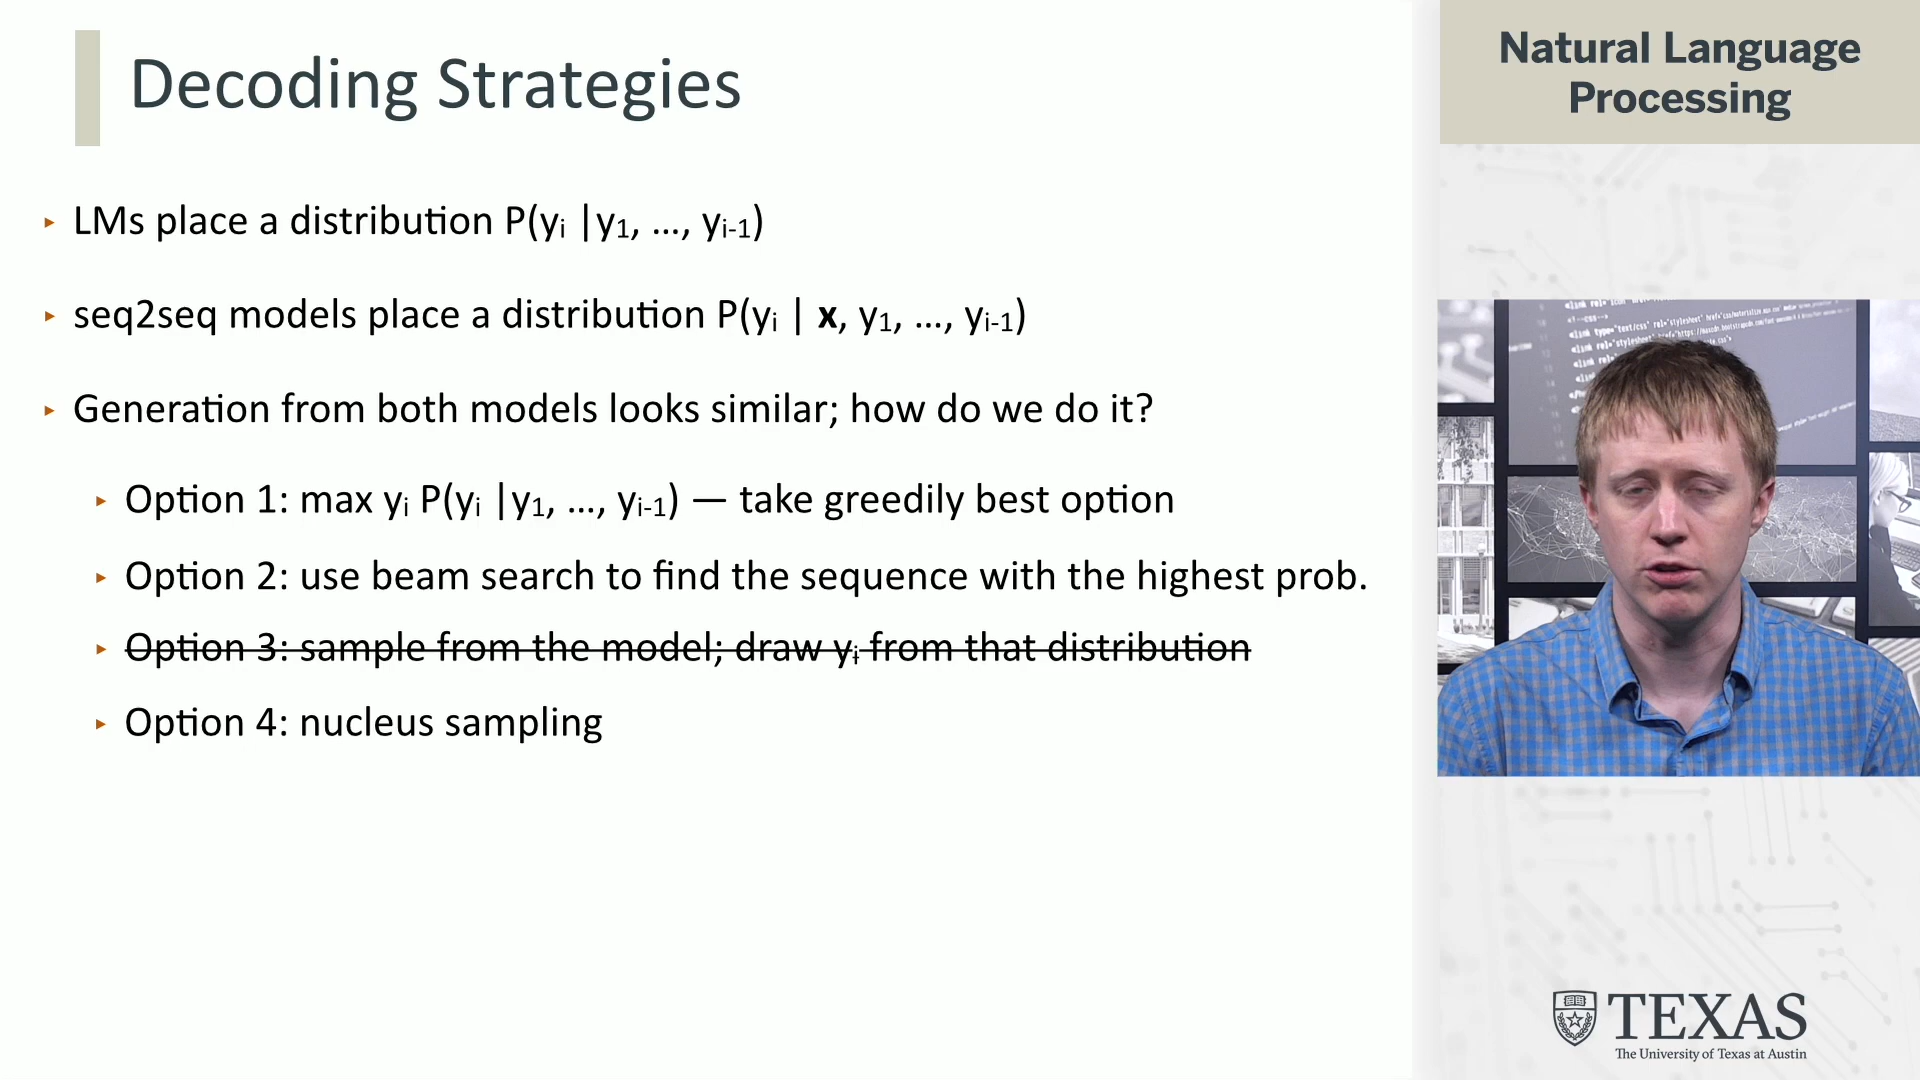 Decoding Strategies
LMs place a distribution P(yi |y1, ..., yi-1)
seq2seq models place a distribution P(yi | x, y1, ..., yi-1)
Generation from both models looks similar; how do we do it?
Option 1: max yi P(yi |y1, ..., yi-1) — take greedily best option
Option 2: use beam search to find the sequence with the highest prob.
Option 3: sample from the model; draw yi from that distribution
Option 4: nucleus sampling
Natural Language
Processing
TEXAS
The University of Texas at Austin